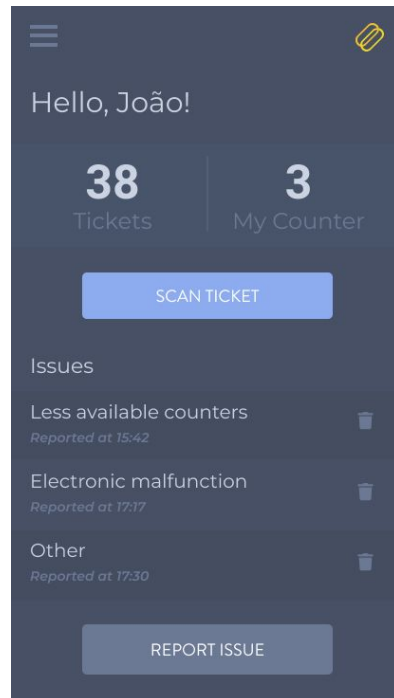 Hello, João!
38
Tickets
3
My Counter
SCAN TICKET
Issues
Less available counters
Reported at 15:42
Electronic malfunction
Reported at 17:17
Other
Reported at 17:30
REPORT ISSUE